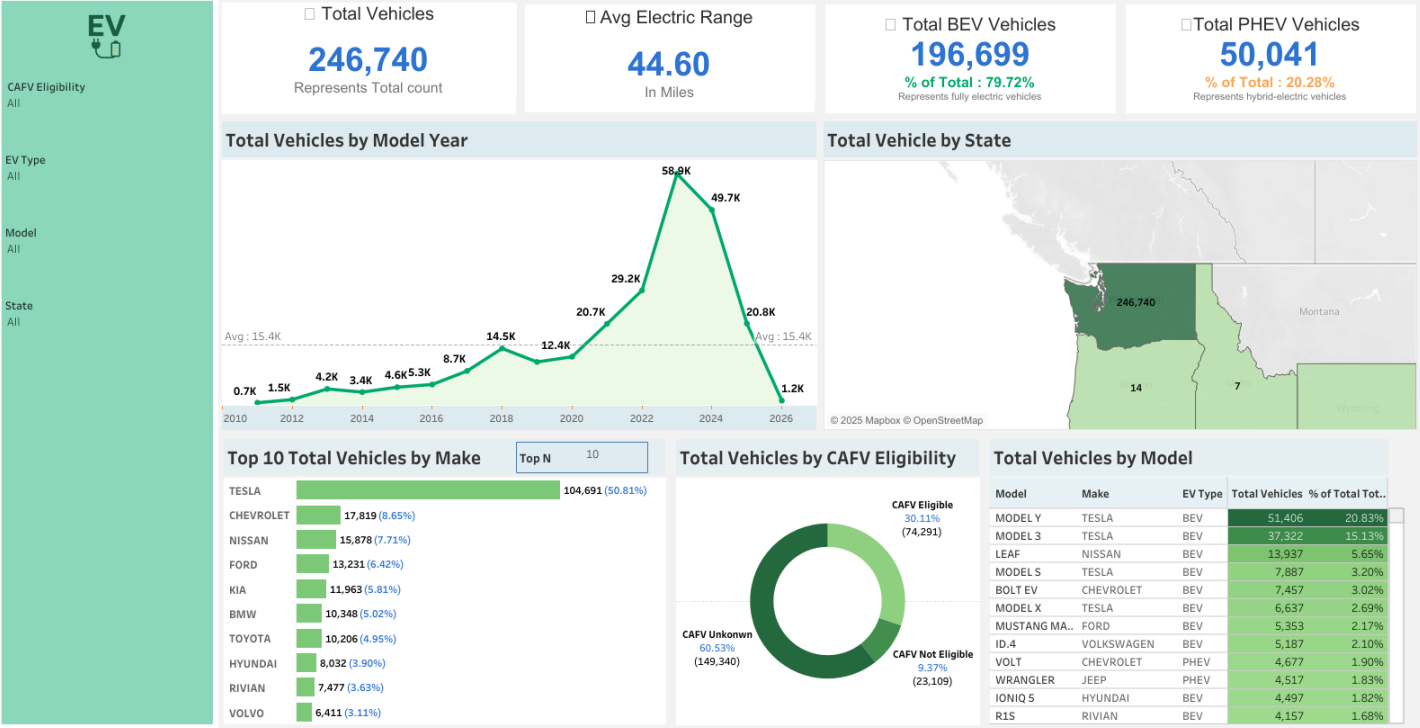 EV
CAFV Eligibility
All
EV Type
All
Model
All
State
All
Total Vehicles
246,740
Represents Total count
Avg Electric Range
44.60
In Miles
Total BEV Vehicles
196,699
% of Total : 79.72%
Represents fully electric vehicles
Total PHEV Vehicles
50,041
% of Total : 20.28%
Represents hybrid-electric vehicles
Total Vehicles by Model Year
58.9K
49.7K
29.2K
20.7K
20.8K
Avg : 15.4K
Avg : 15.4K
14.5K
12.4K
8.7K
5.3K
4.6K
4.2K
3.4K
1.5K
0.7K
1.2K
2010 2012 2014 2016 2018 2020 2022 2024 2026
Total Vehicle by State
246,740
Montana
14
7
Wyoming
© 2025 Mapbox © OpenStreetMap
Top 10 Total Vehicles by Make
Top N 10
TESLA 104,691 (50.81%)
CHEVROLET 17,819 (8.65%)
NISSAN 15,878 (7.71%)
FORD 13,231 (6.42%)
KIA 11,963 (5.81%)
BMW 10,348 (5.02%)
TOYOTA 10,206 (4.95%)
HYUNDAI 8,032 (3.90%)
RIVIAN 7,477 (3.63%)
VOLVO 6,411 (3.11%)
Total Vehicles by CAFV Eligibility
CAFV Eligible
30.11%
(74,291)
CAFV Unkonwn
60.53%
(149,340)
CAFV Not Eligible
9.37%
(23,109)
Total Vehicles by Model
Model Make EV Type Total Vehicles % of Total Tot..
MODEL Y TESLA BEV 51,406 20.83%
MODEL 3 TESLA BEV 37,322 15.13%
LEAF NISSAN BEV 13,937 5.65%
MODEL S TESLA BEV 7,887 3.20%
BOLT EV CHEVROLET BEV 7,457 3.02%
MODEL X TESLA BEV 6,637 2.69%
MUSTANG MA.. FORD BEV 5,353 2.17%
ID.4 VOLKSWAGEN BEV 5,187 2.10%
VOLT CHEVROLET PHEV 4,677 1.90%
WRANGLER JEEP PHEV 4,517 1.83%
IONIQ 5 HYUNDAI BEV 4,497 1.82%
R1S RIVIAN BEV 4,157 1.68%